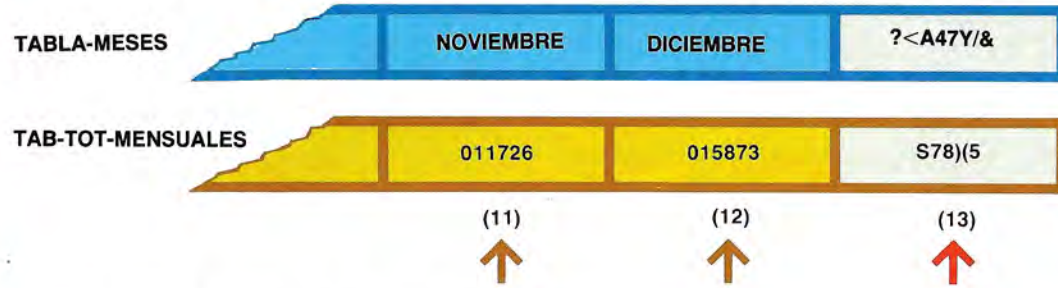 TABLA-MESES NOVIEMBRE DICIEMBRE ?<A47Y/&
TAB-TOT-MENSUALES 011726 015873 S78)(5
(11) (12) (13)